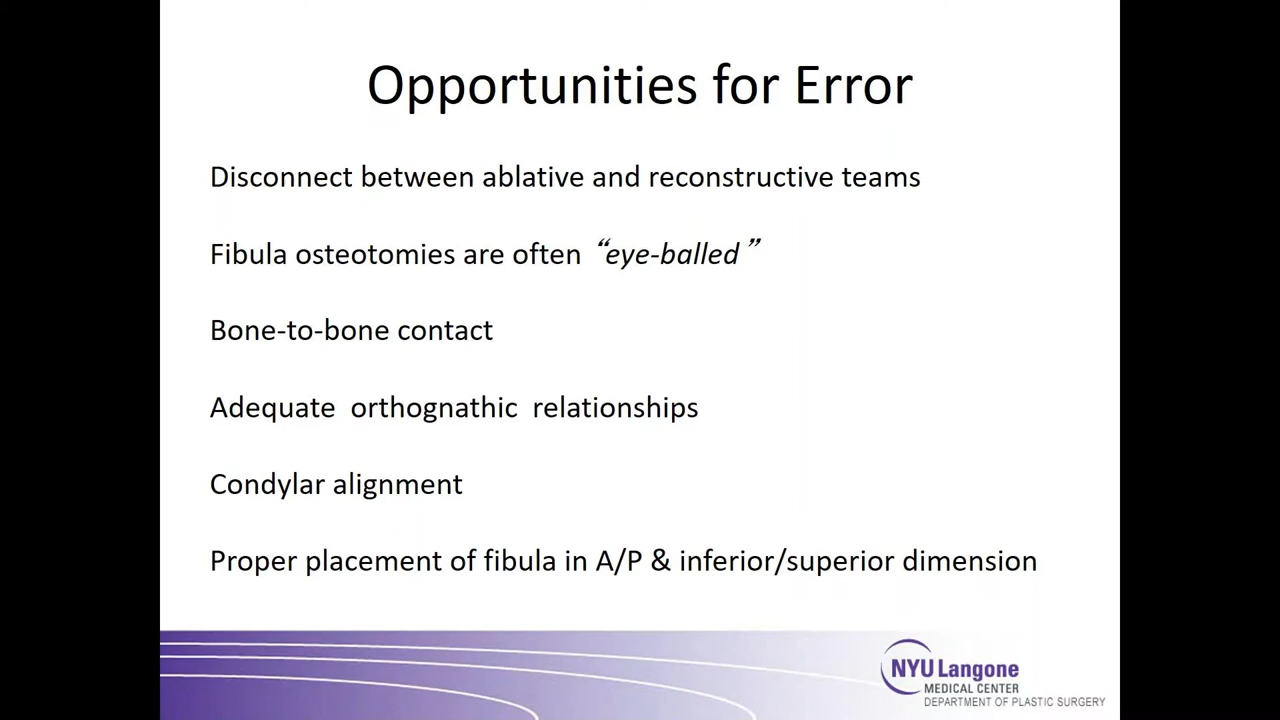 Opportunities for Error
Disconnect between ablative and reconstructive teams
Fibula osteotomies are often “eye-balled”
Bone-to-bone contact
Adequate orthognathic relationships
Condylar alignment
Proper placement of fibula in A/P & inferior/superior dimension
NYU Langone
MEDICAL CENTER
DEPARTMENT OF PLASTIC SURGERY